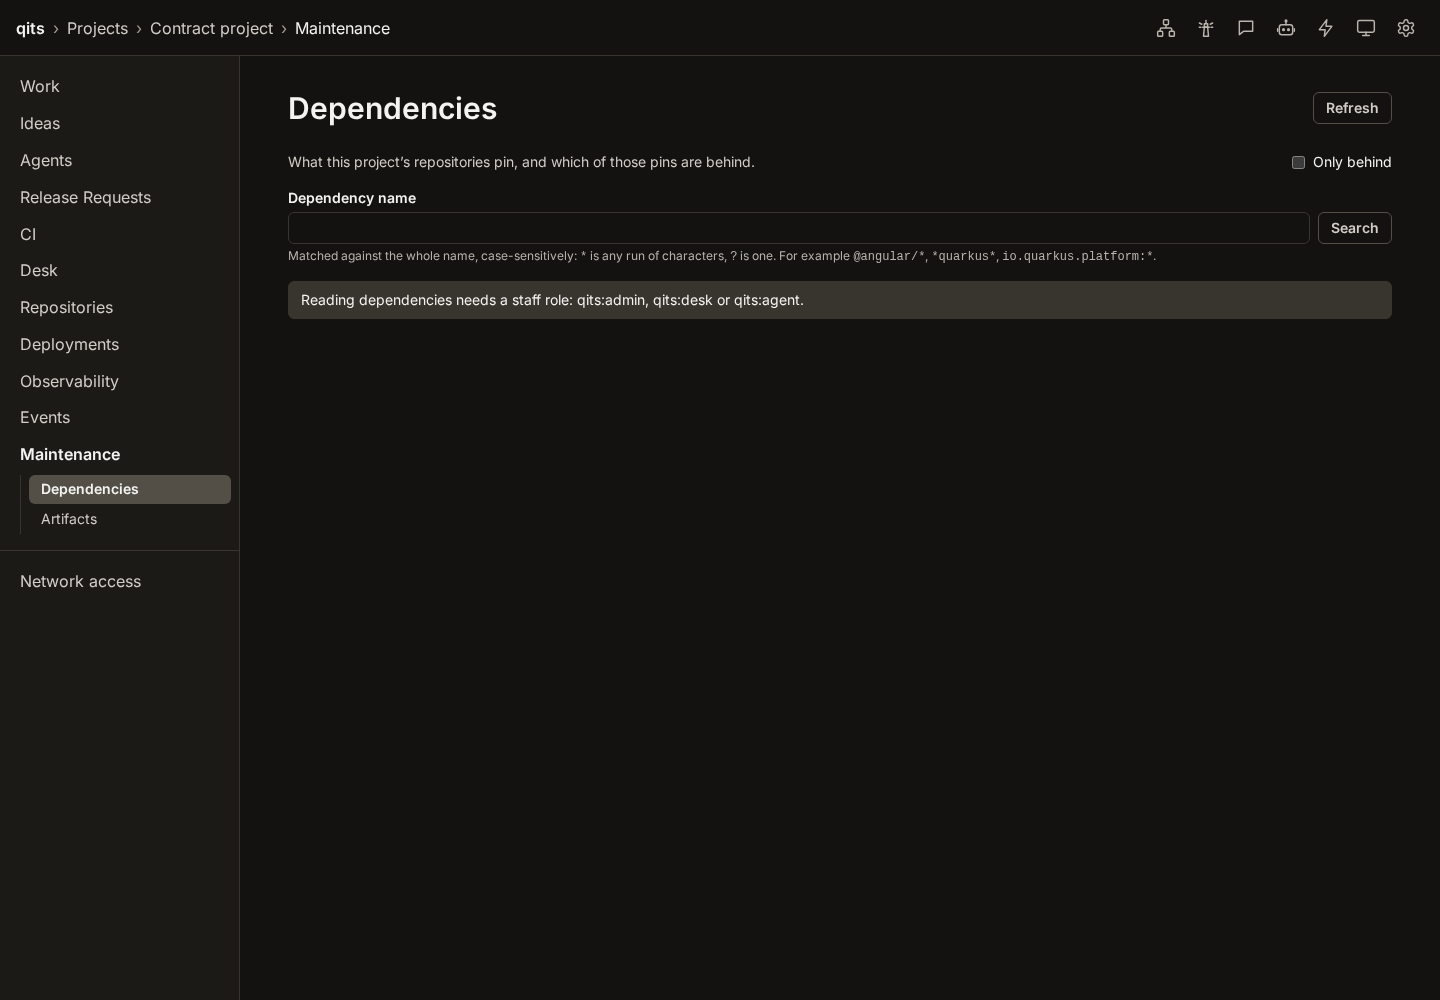 qits › Projects › Contract project › Maintenance
Work
Ideas
Agents
Release Requests
CI
Desk
Repositories
Deployments
Observability
Events
Maintenance
Dependencies
Artifacts
Network access
Dependencies
Refresh
What this project’s repositories pin, and which of those pins are behind.
Only behind
Dependency name
Search
Matched against the whole name, case-sensitively: * is any run of characters, ? is one. For example @angular/*, *quarkus*, io.quarkus.platform:*.
Reading dependencies needs a staff role: qits:admin, qits:desk or qits:agent.